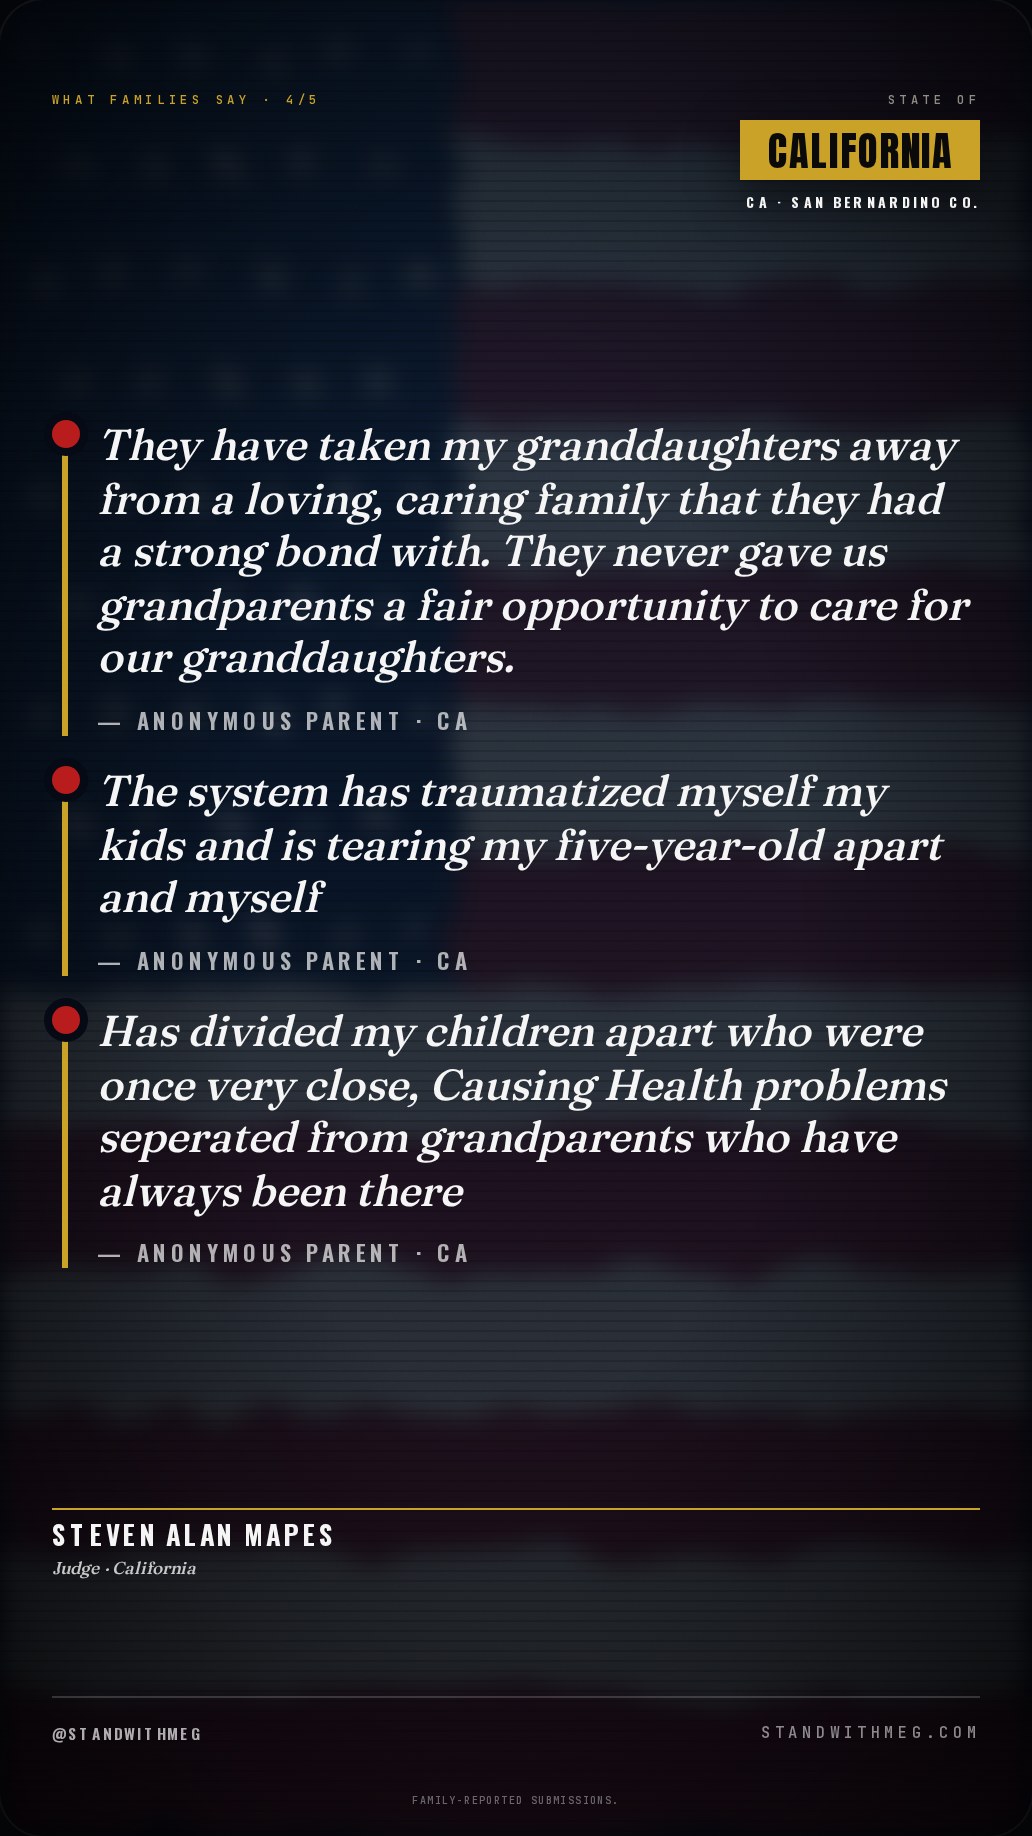 WHAT FAMILIES SAY · 4/5
STATE OF
CALIFORNIA
CA · SAN BERNARDINO CO.
They have taken my granddaughters away
from a loving, caring family that they had
a strong bond with. They never gave us
grandparents a fair opportunity to care for
our granddaughters.
— ANONYMOUS PARENT · CA
The system has traumatized myself my
kids and is tearing my five-year-old apart
and myself
— ANONYMOUS PARENT · CA
Has divided my children apart who were
once very close, Causing Health problems
seperated from grandparents who have
always been there
— ANONYMOUS PARENT · CA
STEVEN ALAN MAPES
Judge · California
@STANDWITHMEG
STANDWITHMEG.COM
FAMILY-REPORTED SUBMISSIONS.